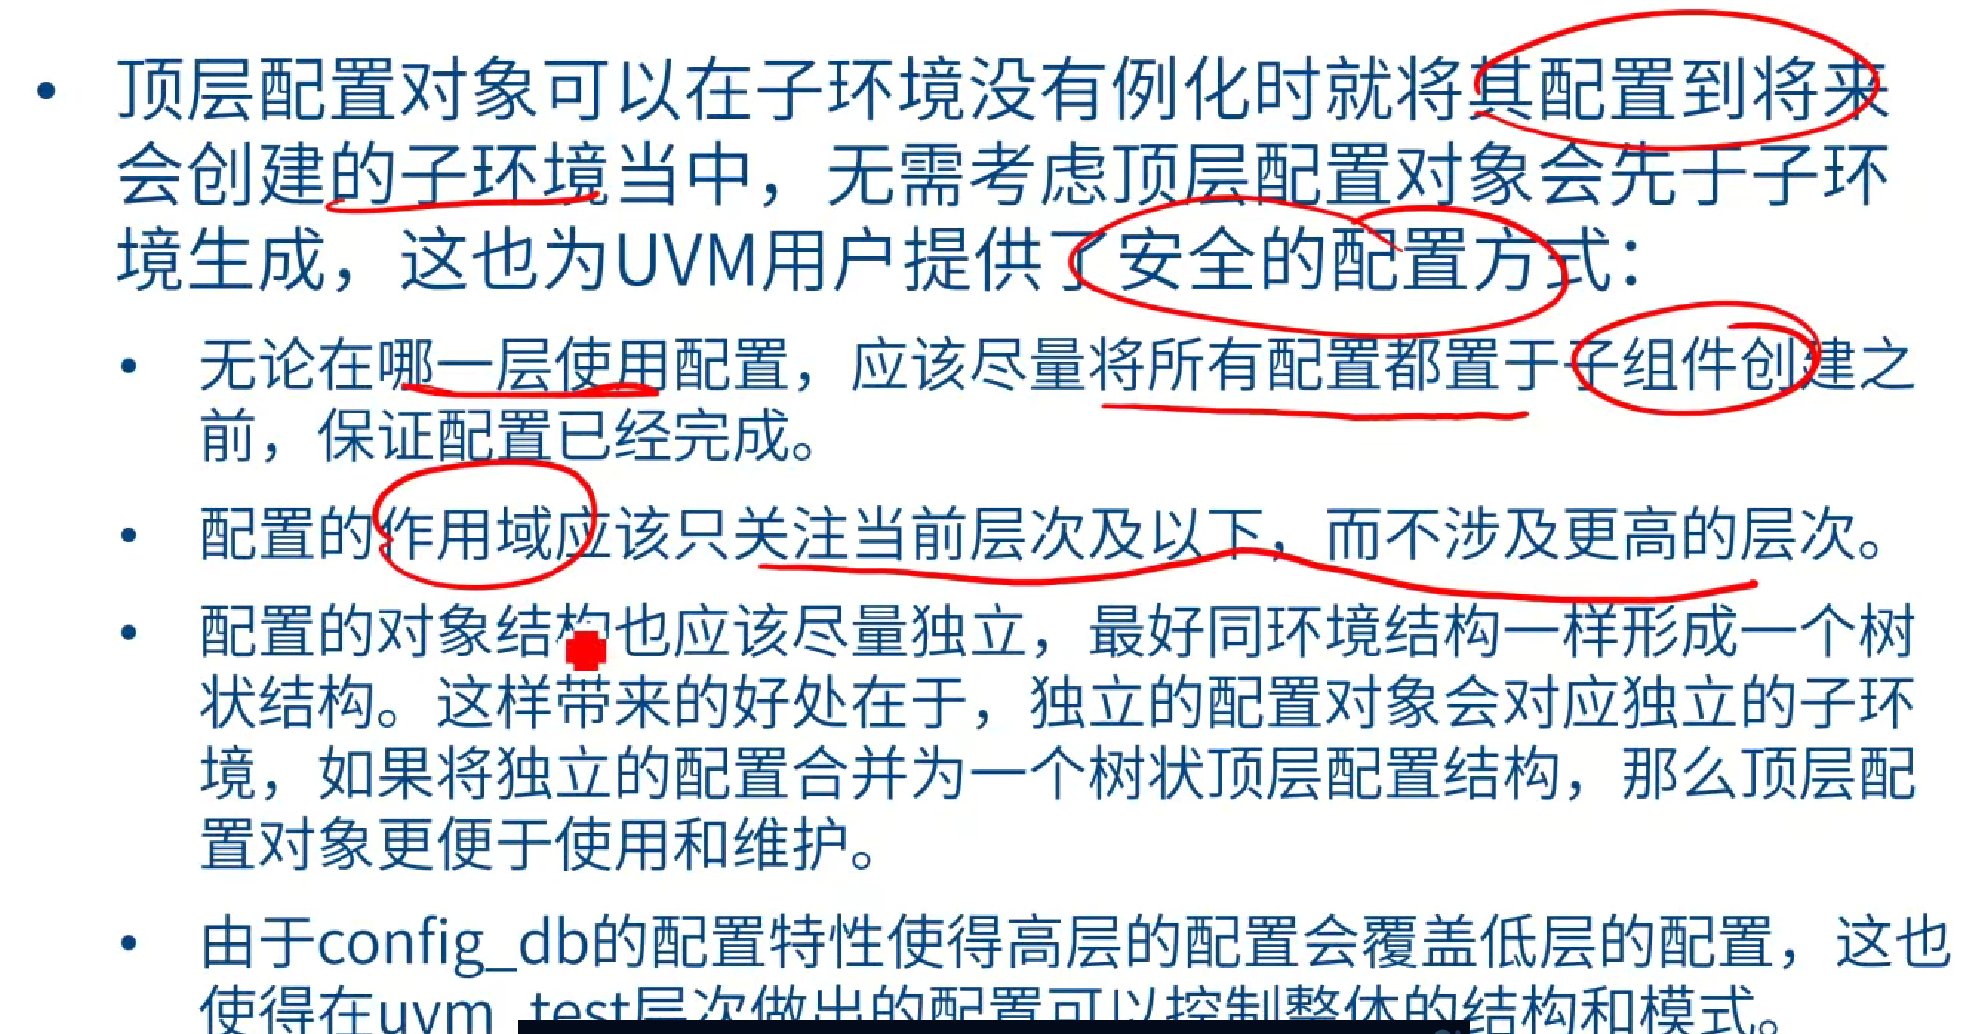 • 顶层配置对象可以在子环境没有例化时就将其配置到将来
会创建的子环境当中，无需考虑顶层配置对象会先于子环
境生成，这也为UVM用户提供了安全的配置方式：
• 无论在哪一层使用配置，应该尽量将所有配置都置于子组件创建之
前，保证配置已经完成。
• 配置的作用域应该只关注当前层次及以下，而不涉及更高的层次。
• 配置的对象结构也应该尽量独立，最好同环境结构一样形成一个树
状结构。这样带来的好处在于，独立的配置对象会对应独立的子环
境，如果将独立的配置合并为一个树状顶层配置结构，那么顶层配
置对象更便于使用和维护。
• 由于config_db的配置特性使得高层的配置会覆盖低层的配置，这也
使得在uvm_test层次做出的配置可以控制整体的结构和模式。